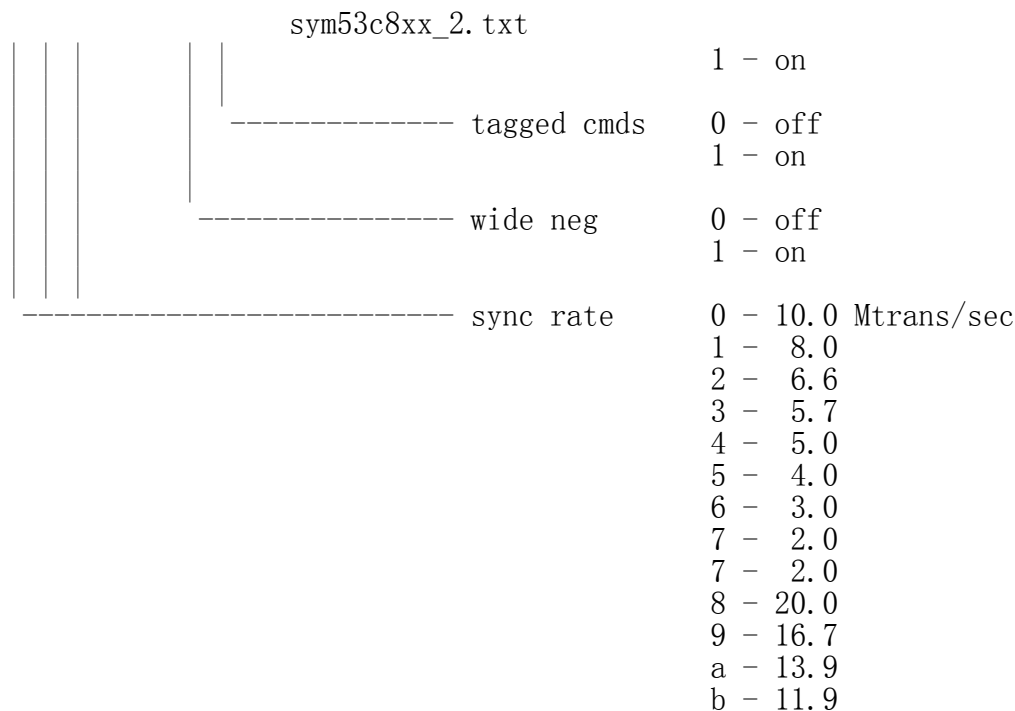 sym53c8xx_2.txt
1 - on
-------------- tagged cmds 0 - off
1 - on
---------------- wide neg 0 - off
1 - on
--------------------------- sync rate 0 - 10.0 Mtrans/sec
1 - 8.0
2 - 6.6
3 - 5.7
4 - 5.0
5 - 4.0
6 - 3.0
7 - 2.0
7 - 2.0
8 - 20.0
9 - 16.7
a - 13.9
b - 11.9